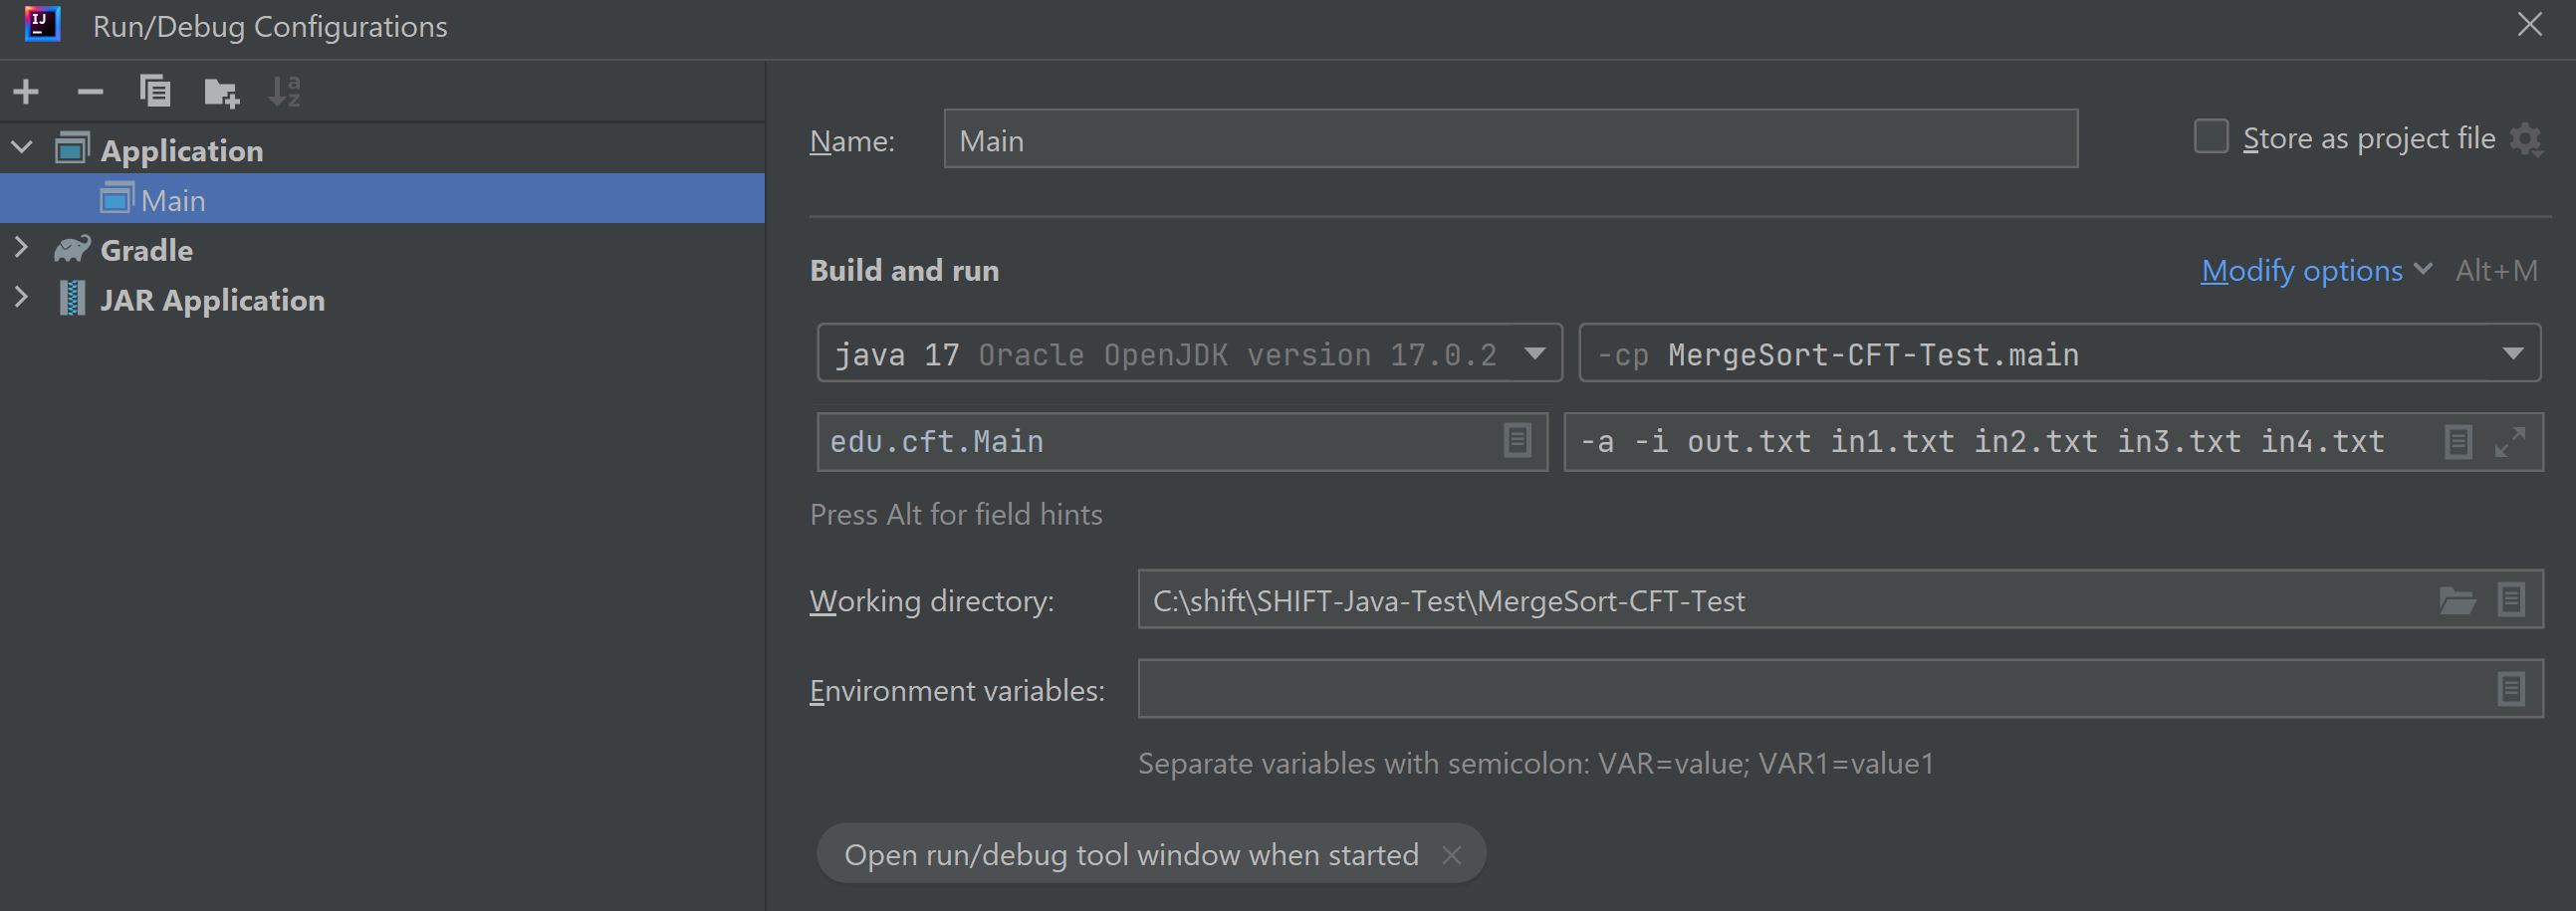 IJ
Run/Debug Configurations
Application
Main
Gradle
JAR Application
Name: Main Store as project file
Build and run Modify options Alt+M
java 17 Oracle OpenJDK version 17.0.2 -cp MergeSort-CFT-Test.main
edu.cft.Main -a -i out.txt in1.txt in2.txt in3.txt in4.txt
Press Alt for field hints
Working directory: C:\shift\SHIFT-Java-Test\MergeSort-CFT-Test
Environment variables:
Separate variables with semicolon: VAR=value; VAR1=value1
Open run/debug tool window when started